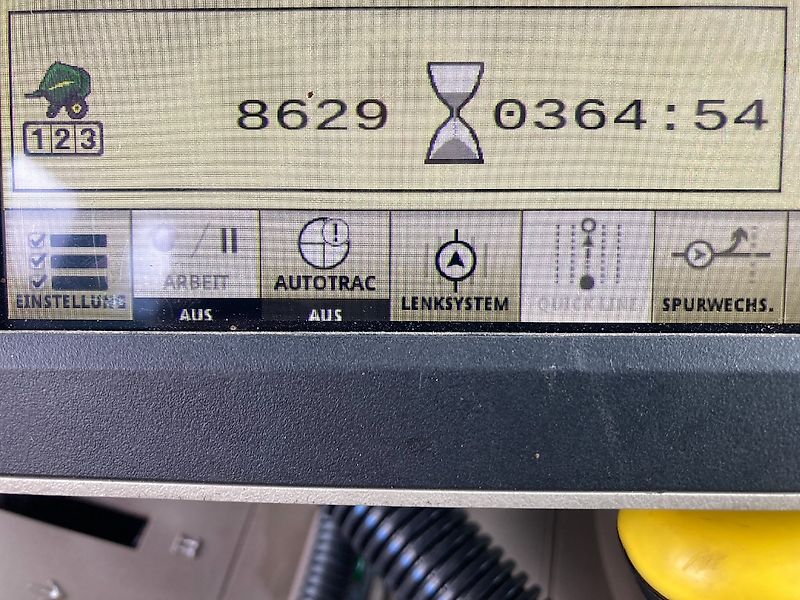 8629 0364:54
123
EINSTELLUNG
ARBEIT
AUS
AUTOTRAC
AUS
LENKSYSTEM
QUICK LINE
SPURWECHS.